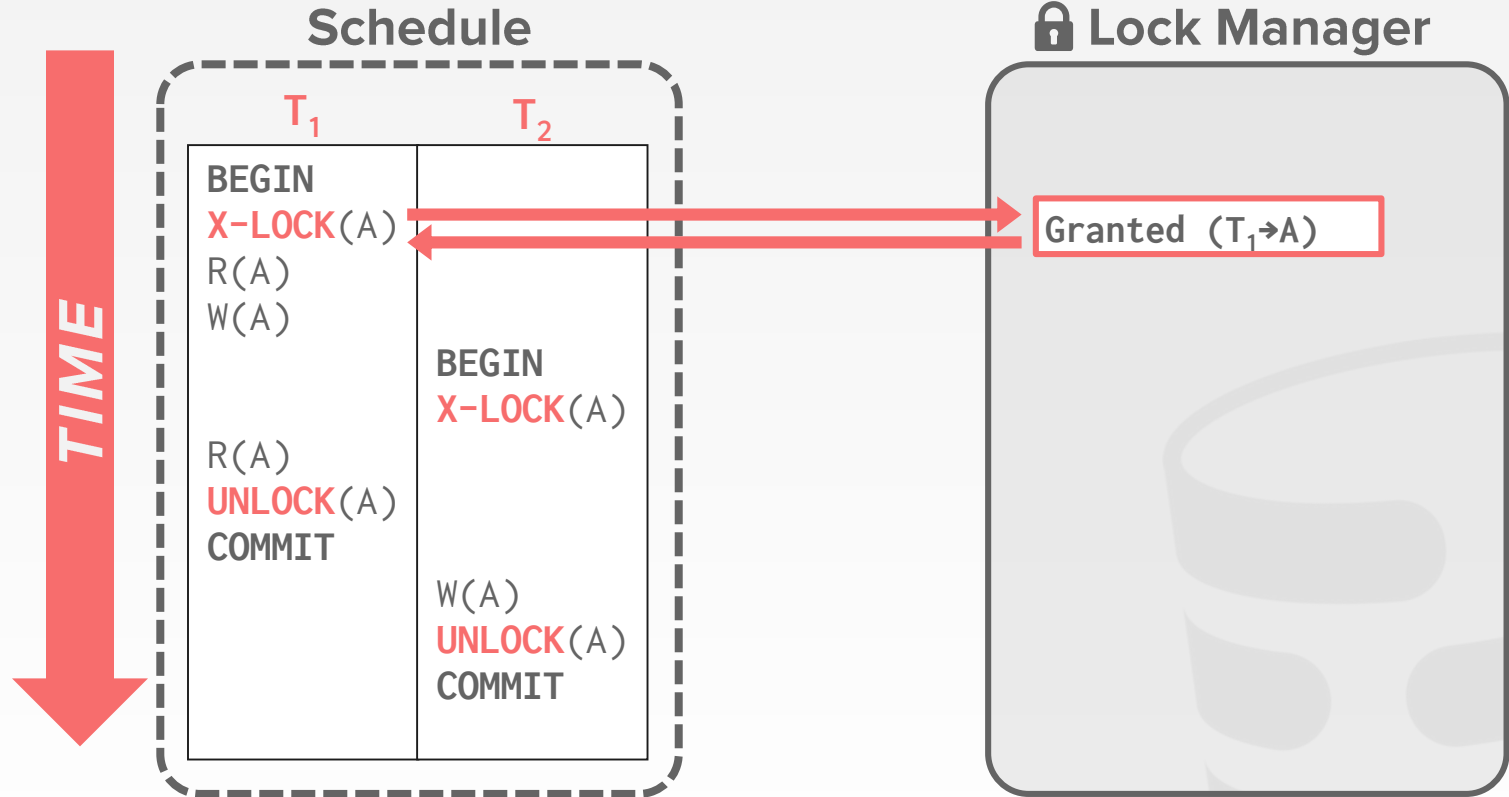 Schedule
Lock Manager
TIME
T₁
T₂
BEGIN
X-LOCK(A)
R(A)
W(A)
BEGIN
X-LOCK(A)
R(A)
UNLOCK(A)
COMMIT
W(A)
UNLOCK(A)
COMMIT
Granted (T₁→A)